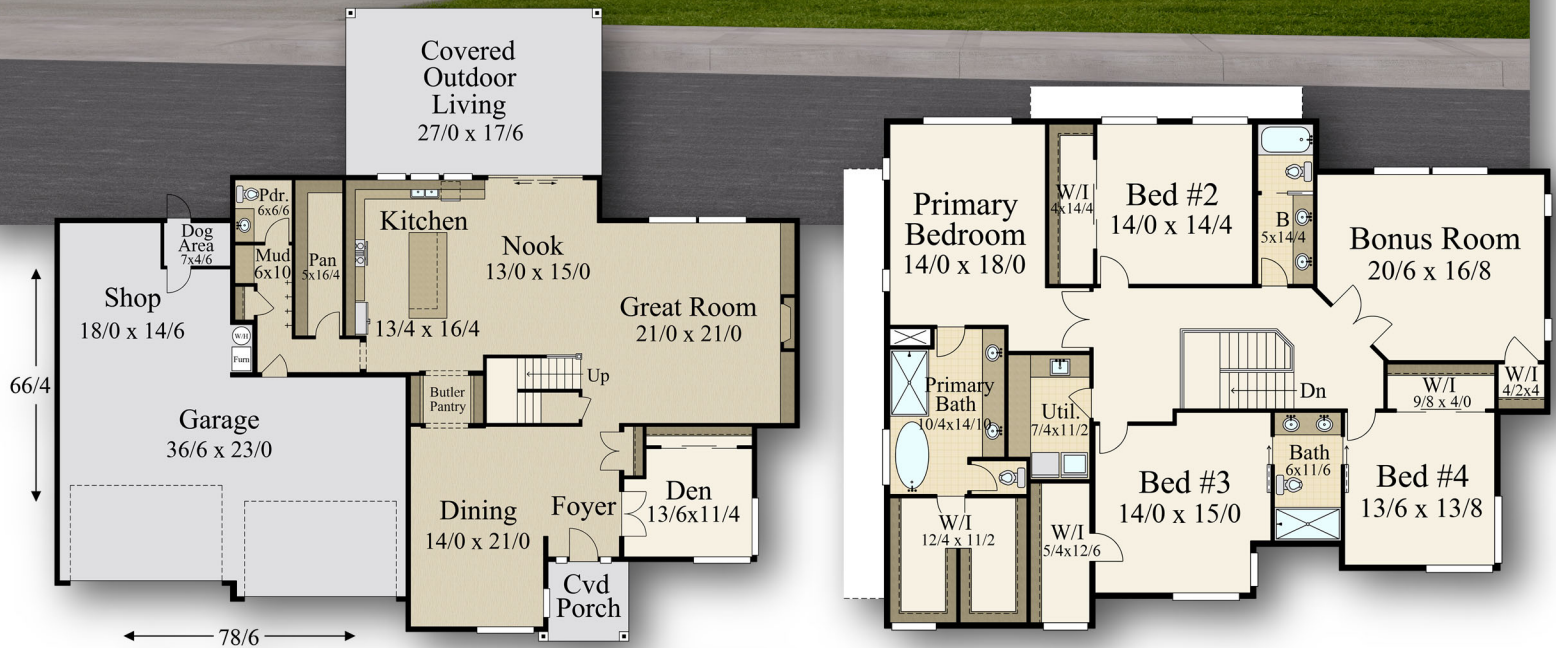 Covered
Outdoor
Living
27/0 x 17/6
Pdr.
6x6/6
Dog
Area
7x4/6
Mud
6x10
Pan
5x16/4
Kitchen
13/4 x 16/4
Nook
13/0 x 15/0
Great Room
21/0 x 21/0
Shop
18/0 x 14/6
W/H
Furn
66/4
Garage
36/6 x 23/0
Butler
Pantry
Up
Dining
14/0 x 21/0
Foyer
Den
13/6x11/4
Cvd
Porch
78/6
Primary
Bedroom
14/0 x 18/0
W/I
4x14/4
Bed #2
14/0 x 14/4
B
5x14/4
Bonus Room
20/6 x 16/8
W/I
4/2x4
W/I
9/8 x 4/0
Dn
Primary
Bath
10/4x14/10
Util.
7/4x11/2
Bath
6x11/6
Bed #3
14/0 x 15/0
Bed #4
13/6 x 13/8
W/I
12/4 x 11/2
W/I
5/4x12/6